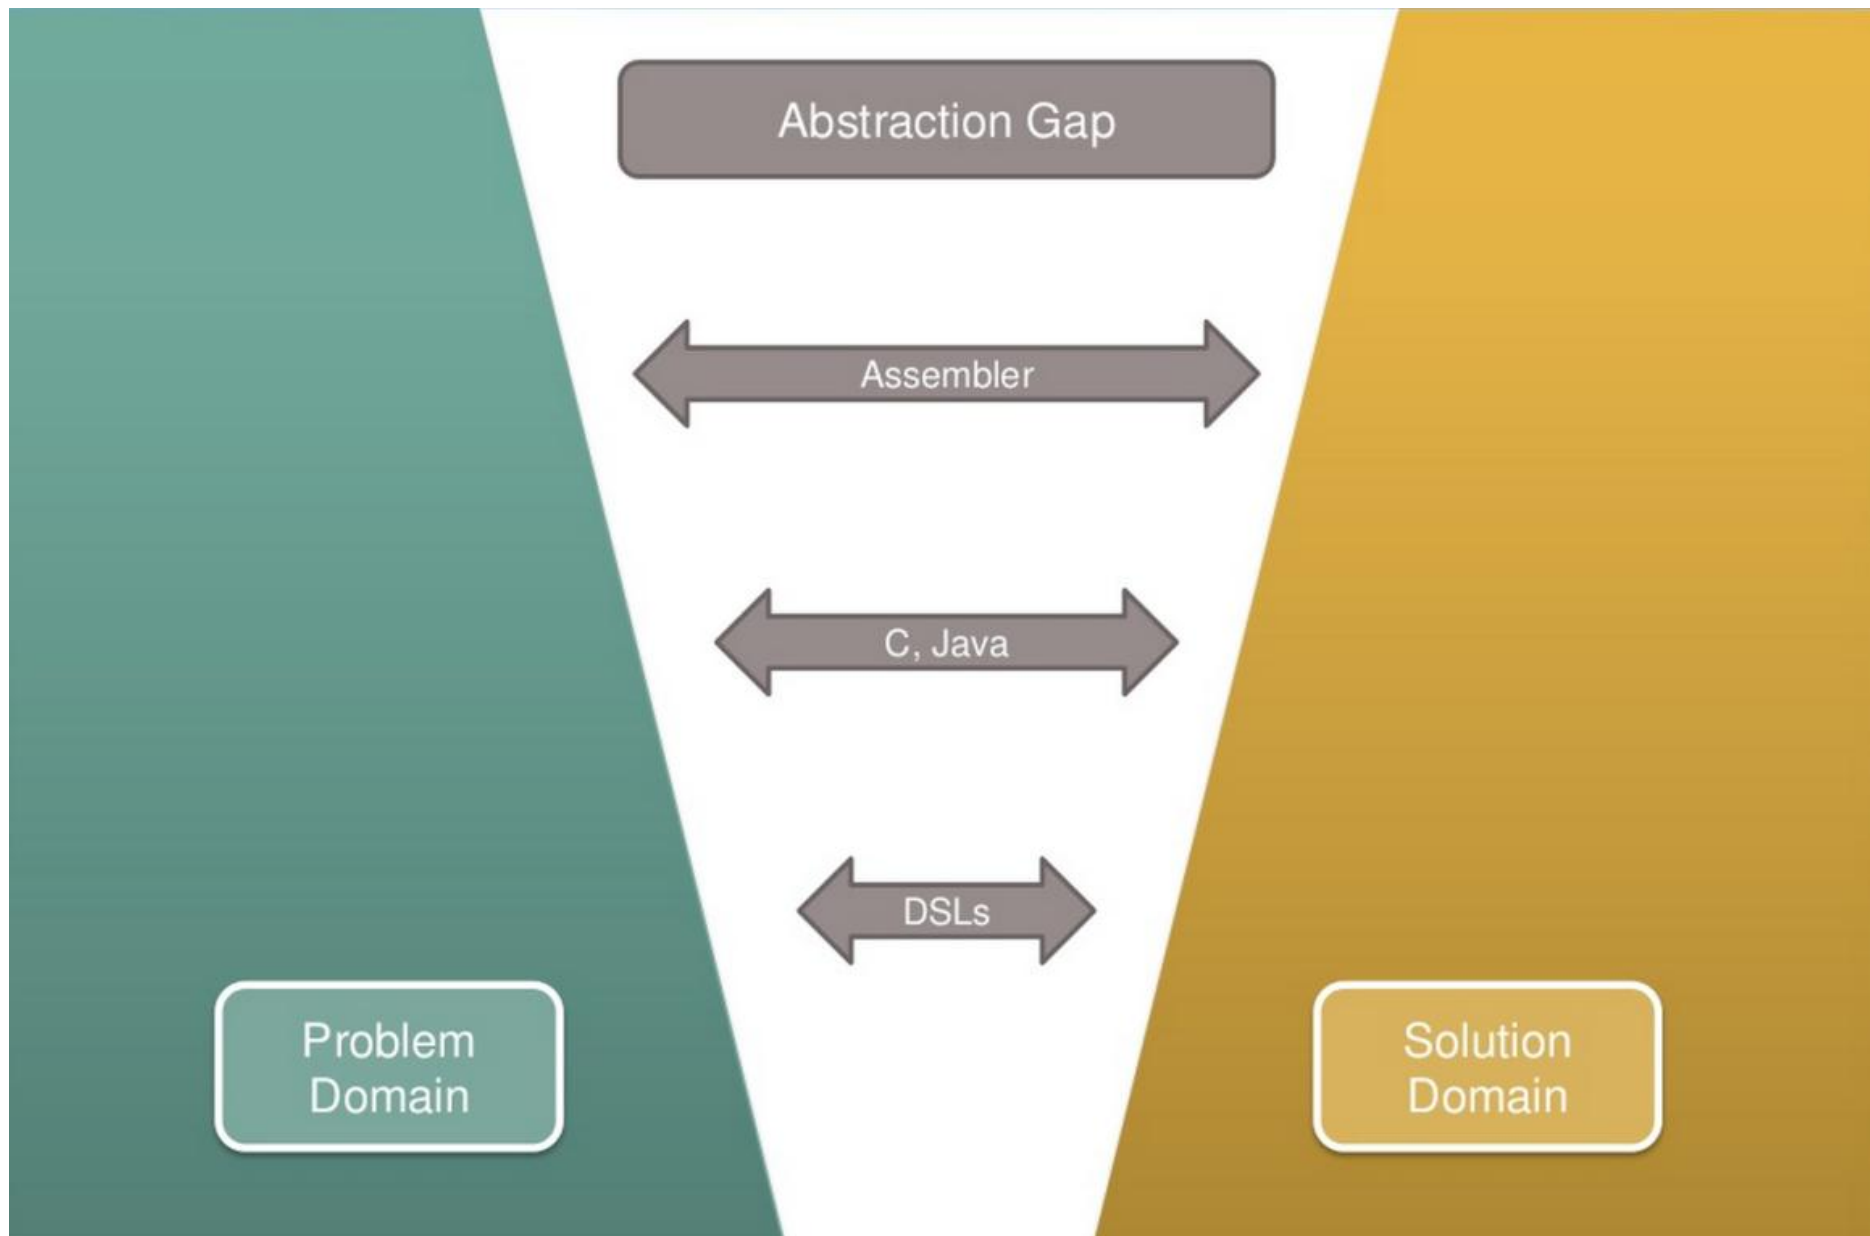 Abstraction Gap
Assembler
C, Java
DSLs
Problem
Domain
Solution
Domain